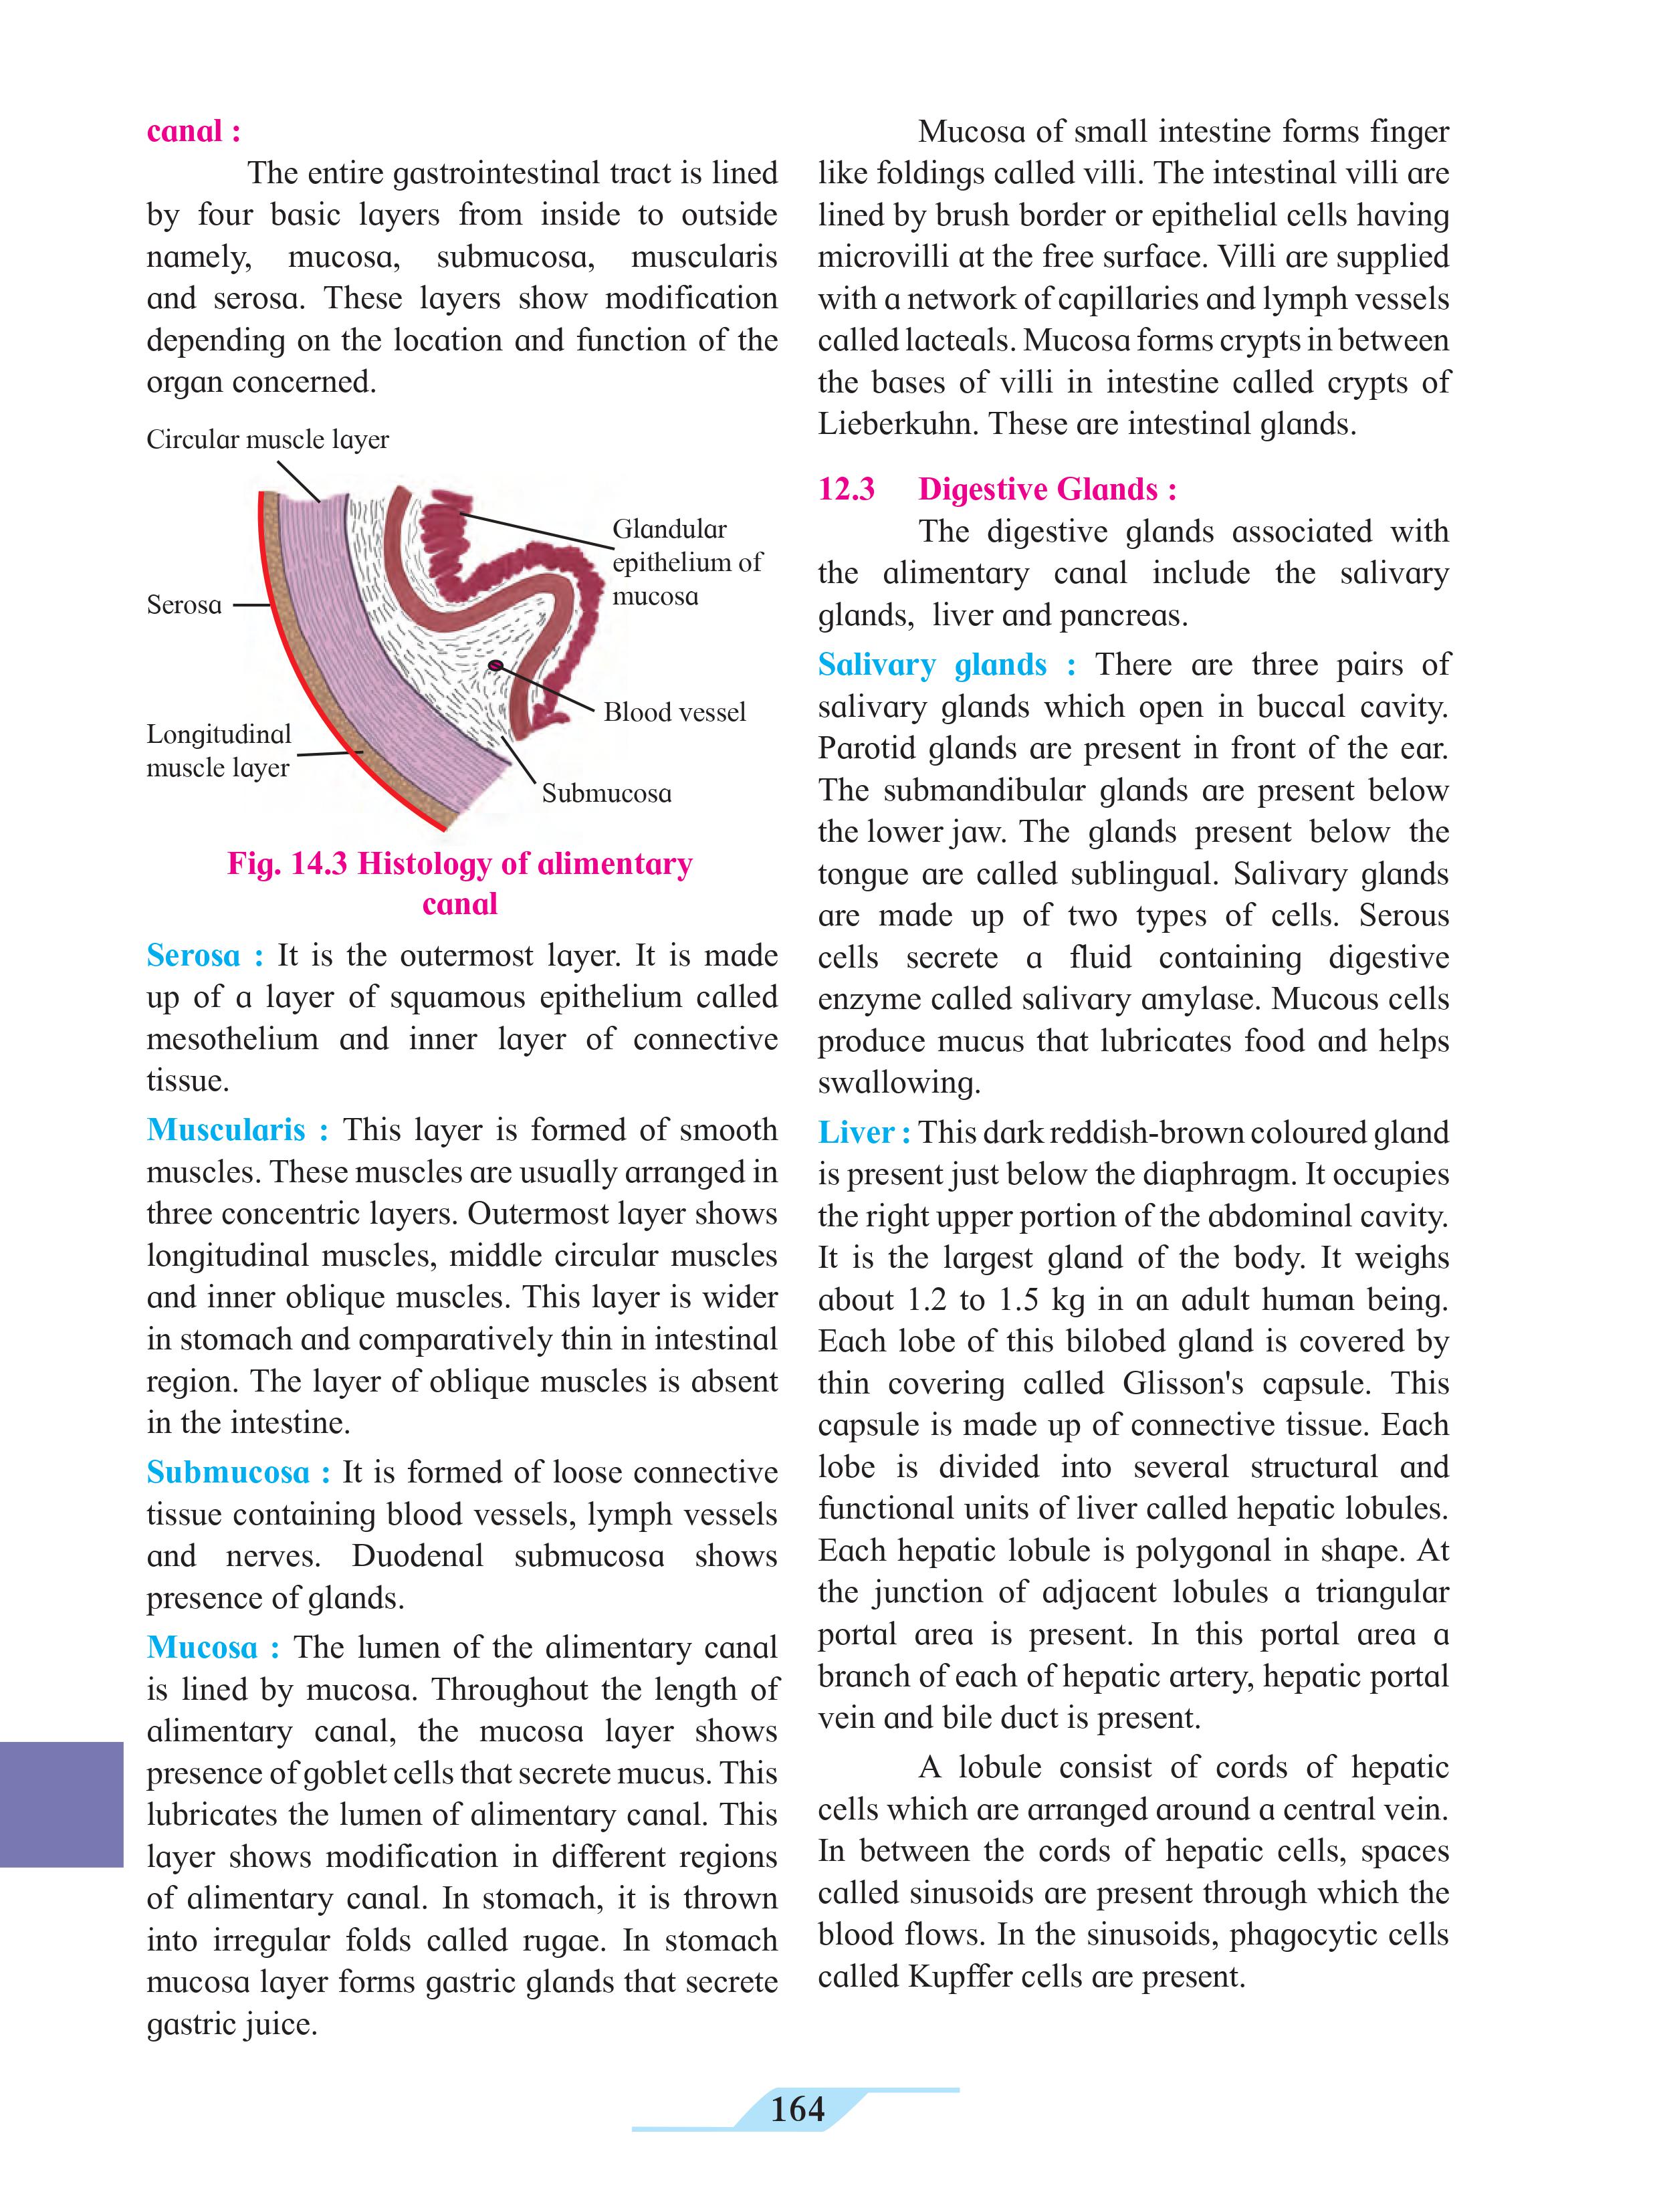 canal :
The entire gastrointestinal tract is lined
by four basic layers from inside to outside
namely, mucosa, submucosa, muscularis
and serosa. These layers show modification
depending on the location and function of the
organ concerned.
Circular muscle layer
Glandular
epithelium of
mucosa
Serosa
Blood vessel
Longitudinal
muscle layer
Submucosa
Fig. 14.3 Histology of alimentary
canal
Serosa : It is the outermost layer. It is made
up of a layer of squamous epithelium called
mesothelium and inner layer of connective
tissue.
Muscularis : This layer is formed of smooth
muscles. These muscles are usually arranged in
three concentric layers. Outermost layer shows
longitudinal muscles, middle circular muscles
and inner oblique muscles. This layer is wider
in stomach and comparatively thin in intestinal
region. The layer of oblique muscles is absent
in the intestine.
Submucosa : It is formed of loose connective
tissue containing blood vessels, lymph vessels
and nerves. Duodenal submucosa shows
presence of glands.
Mucosa : The lumen of the alimentary canal
is lined by mucosa. Throughout the length of
alimentary canal, the mucosa layer shows
presence of goblet cells that secrete mucus. This
lubricates the lumen of alimentary canal. This
layer shows modification in different regions
of alimentary canal. In stomach, it is thrown
into irregular folds called rugae. In stomach
mucosa layer forms gastric glands that secrete
gastric juice.
Mucosa of small intestine forms finger
like foldings called villi. The intestinal villi are
lined by brush border or epithelial cells having
microvilli at the free surface. Villi are supplied
with a network of capillaries and lymph vessels
called lacteals. Mucosa forms crypts in between
the bases of villi in intestine called crypts of
Lieberkuhn. These are intestinal glands.
12.3 Digestive Glands :
The digestive glands associated with
the alimentary canal include the salivary
glands, liver and pancreas.
Salivary glands : There are three pairs of
salivary glands which open in buccal cavity.
Parotid glands are present in front of the ear.
The submandibular glands are present below
the lower jaw. The glands present below the
tongue are called sublingual. Salivary glands
are made up of two types of cells. Serous
cells secrete a fluid containing digestive
enzyme called salivary amylase. Mucous cells
produce mucus that lubricates food and helps
swallowing.
Liver : This dark reddish-brown coloured gland
is present just below the diaphragm. It occupies
the right upper portion of the abdominal cavity.
It is the largest gland of the body. It weighs
about 1.2 to 1.5 kg in an adult human being.
Each lobe of this bilobed gland is covered by
thin covering called Glisson's capsule. This
capsule is made up of connective tissue. Each
lobe is divided into several structural and
functional units of liver called hepatic lobules.
Each hepatic lobule is polygonal in shape. At
the junction of adjacent lobules a triangular
portal area is present. In this portal area a
branch of each of hepatic artery, hepatic portal
vein and bile duct is present.
A lobule consist of cords of hepatic
cells which are arranged around a central vein.
In between the cords of hepatic cells, spaces
called sinusoids are present through which the
blood flows. In the sinusoids, phagocytic cells
called Kupffer cells are present.
164